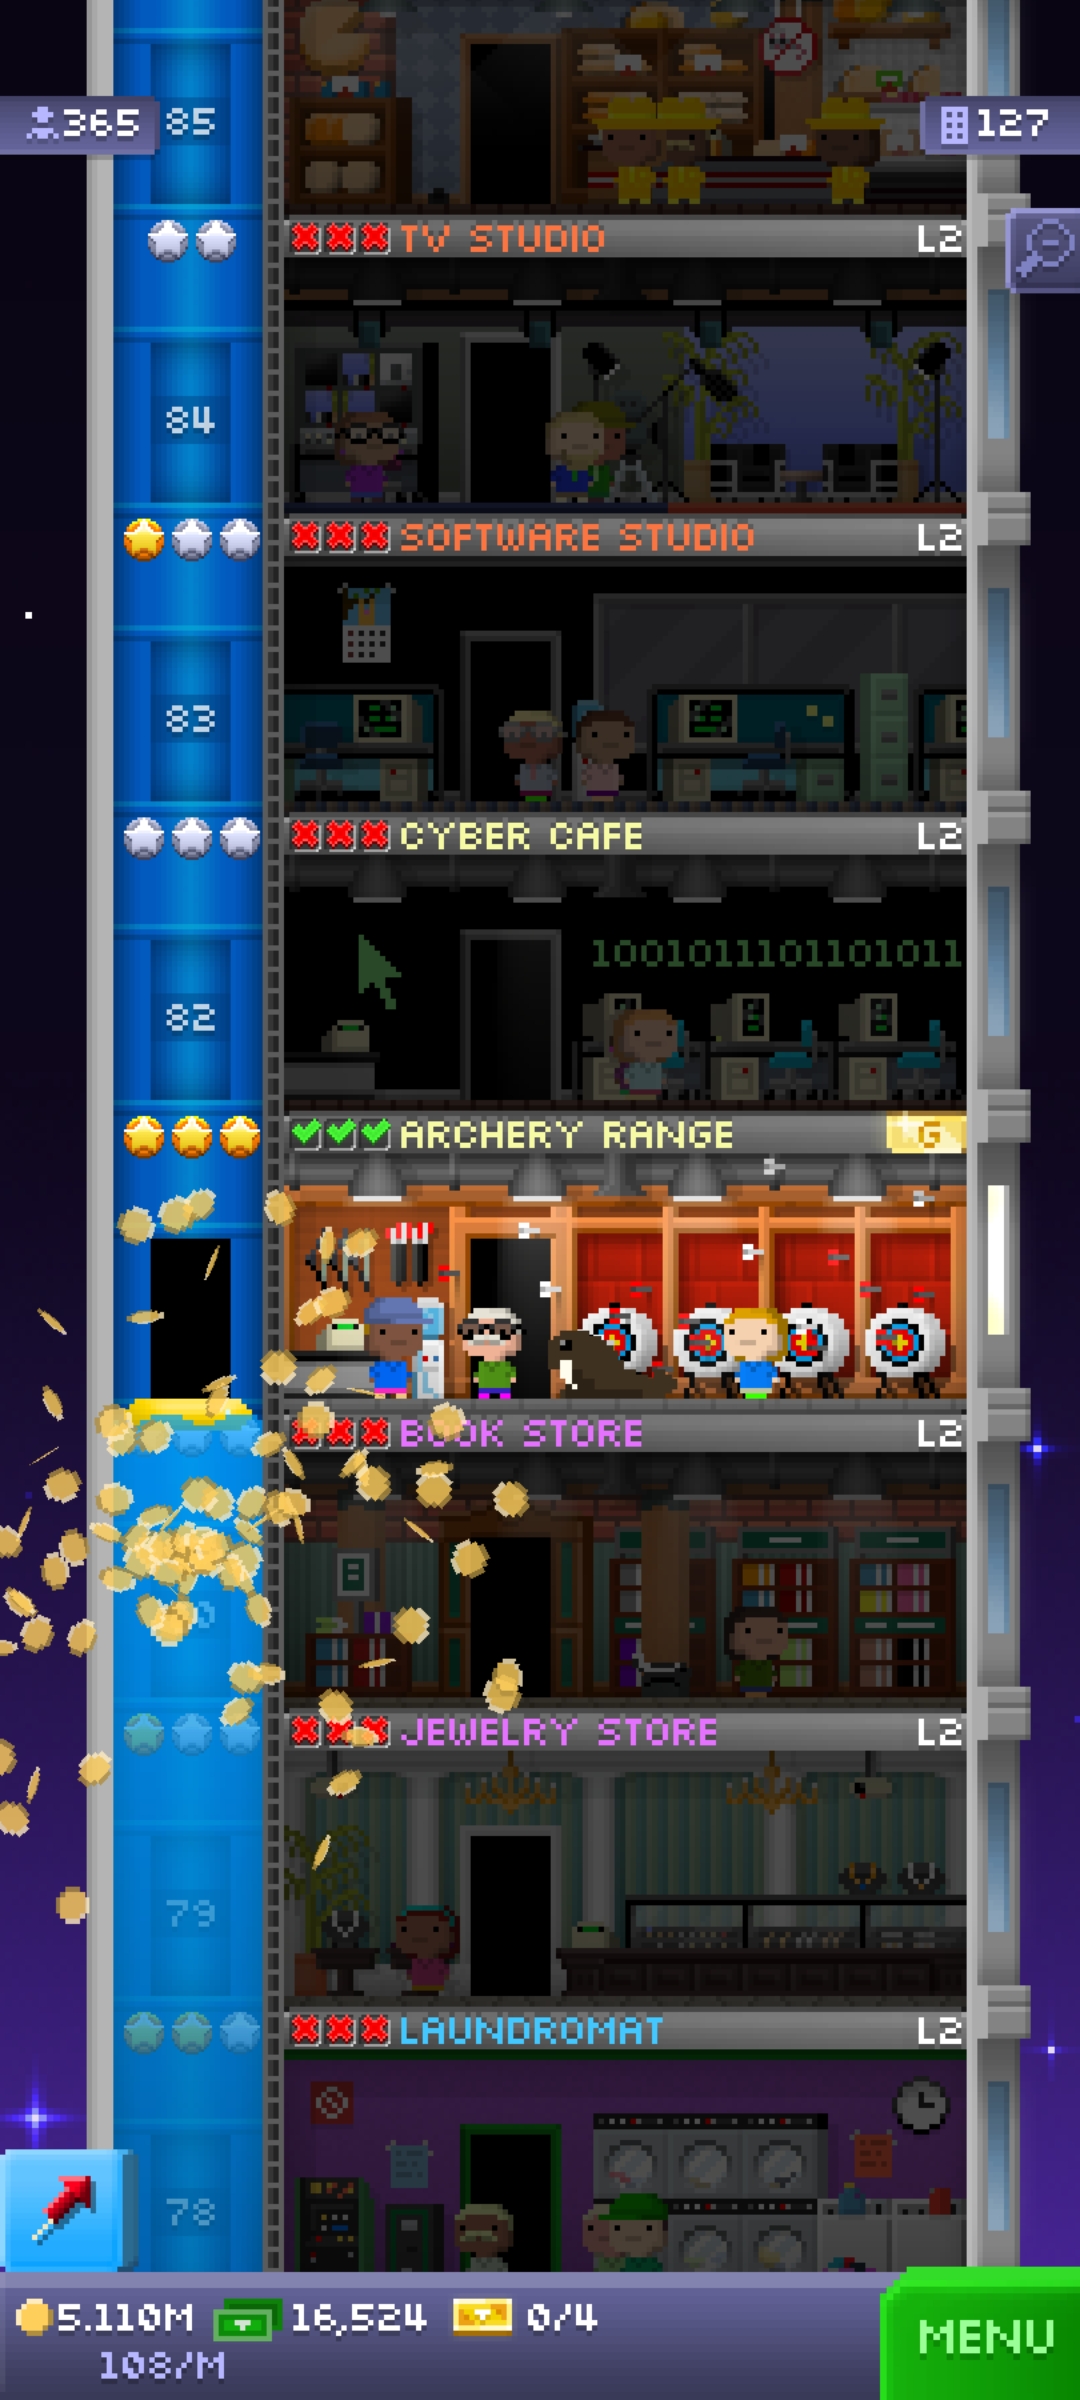 365
85
127
TV STUDIO L2
84
SOFTWARE STUDIO L2
83
CYBER CAFE L2
1001011101101011
82
ARCHERY RANGE G
BOOK STORE L2
JEWELRY STORE L2
79
LAUNDROMAT L2
78
5.110M 16,524 0/4
108/M
MENU